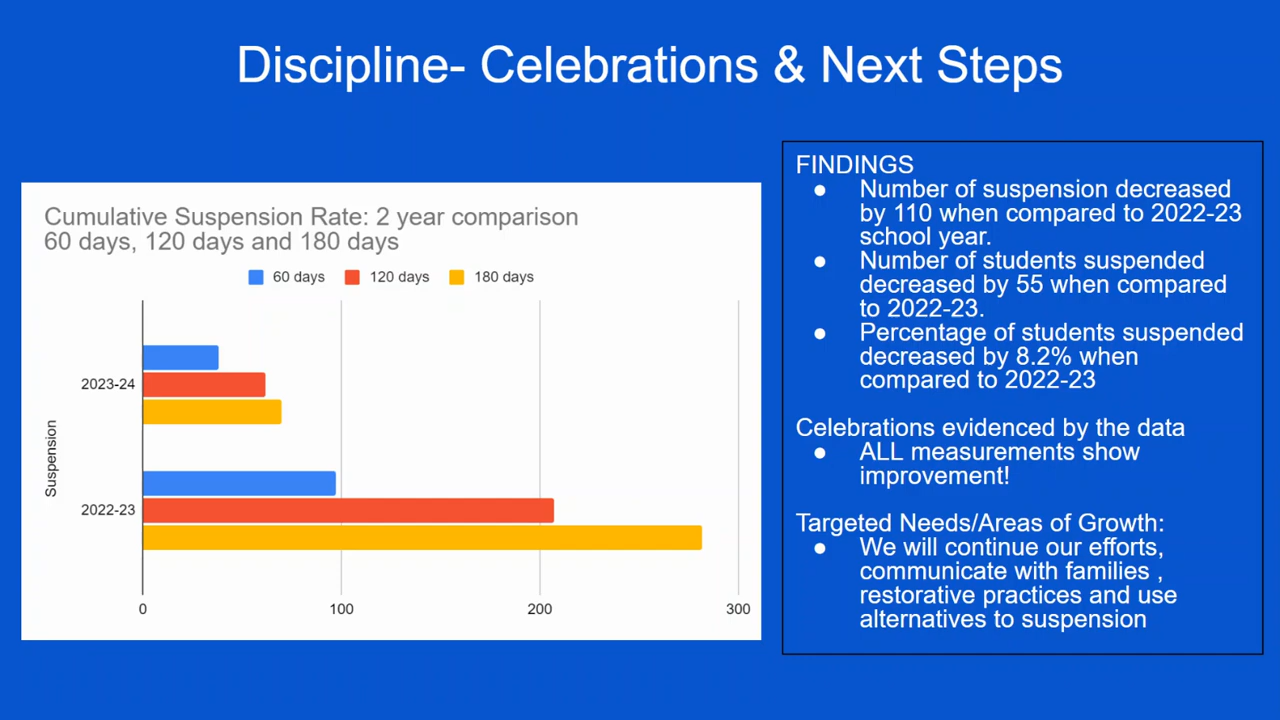 Discipline- Celebrations & Next Steps
Cumulative Suspension Rate: 2 year comparison
60 days, 120 days and 180 days
60 days
120 days
180 days
Suspension
2023-24
2022-23
0
100
200
300
FINDINGS
● Number of suspension decreased
by 110 when compared to 2022-23
school year.
● Number of students suspended
decreased by 55 when compared
to 2022-23.
● Percentage of students suspended
decreased by 8.2% when
compared to 2022-23
Celebrations evidenced by the data
● ALL measurements show
improvement!
Targeted Needs/Areas of Growth:
● We will continue our efforts,
communicate with families ,
restorative practices and use
alternatives to suspension